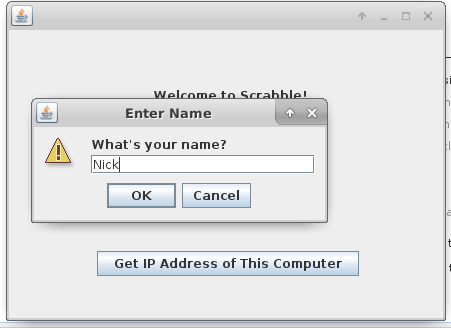 Welcome to Scrabble!
Enter Name
What's your name?
Nick
OK
Cancel
Get IP Address of This Computer